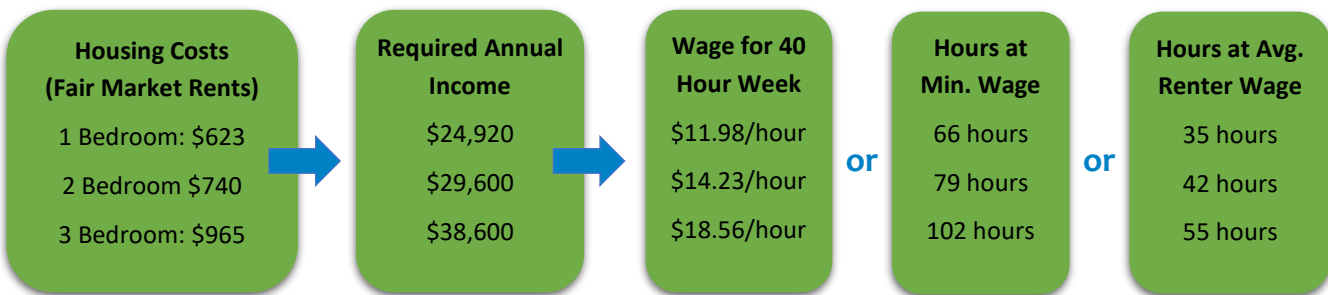 Housing Costs
(Fair Market Rents)
1 Bedroom: $623
2 Bedroom $740
3 Bedroom: $965
Required Annual
Income
$24,920
$29,600
$38,600
Wage for 40
Hour Week
$11.98/hour
$14.23/hour
$18.56/hour
or
Hours at
Min. Wage
66 hours
79 hours
102 hours
or
Hours at Avg.
Renter Wage
35 hours
42 hours
55 hours